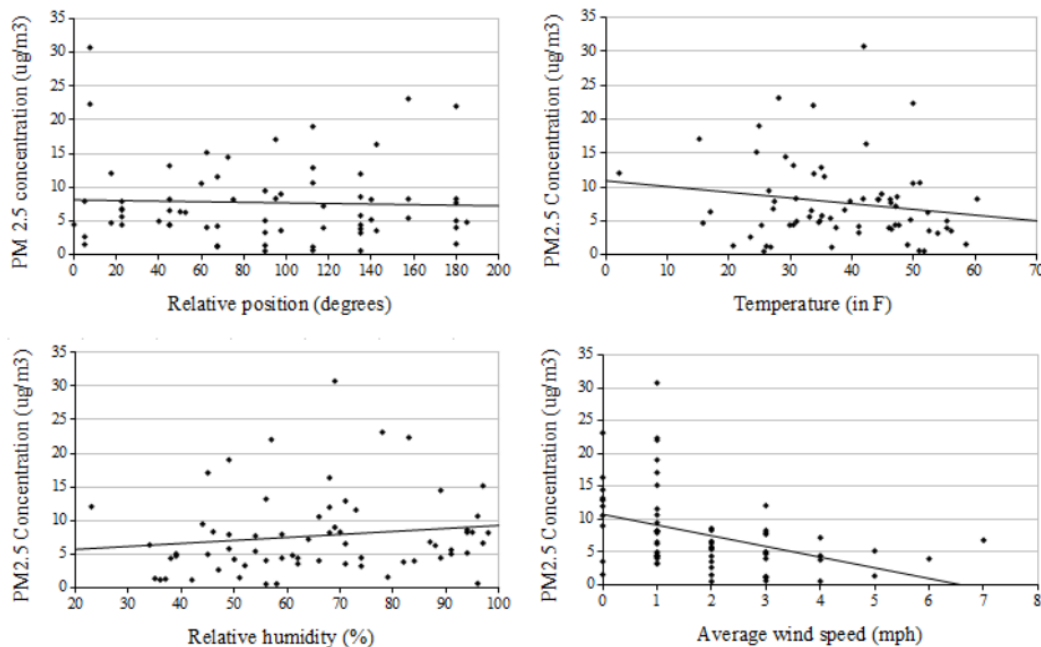 PM 2.5 concentration (ug/m3)
35
30
25
20
15
10
5
0
0 20 40 60 80 100 120 140 160 180 200
Relative position (degrees)
PM2.5 Concentration (ug/m3)
35
30
25
20
15
10
5
0
0 10 20 30 40 50 60 70
Temperature (in F)
PM2.5 Concentration (ug/m3)
35
30
25
20
15
10
5
0
20 30 40 50 60 70 80 90 100
Relative humidity (%)
PM2.5 Concentration (ug/m3)
35
30
25
20
15
10
5
0
0 1 2 3 4 5 6 7 8
Average wind speed (mph)